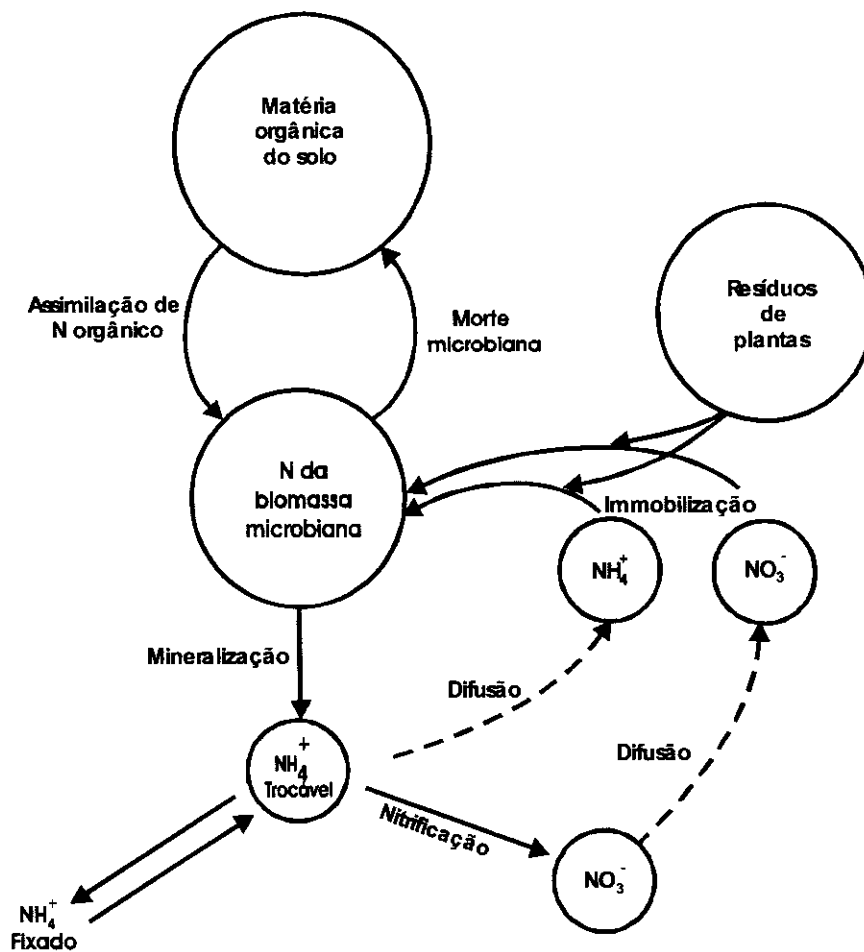 Matéria
orgânica
do solo
Resíduos
de
plantas
Assimilação de
N orgânico
Morte
microbiana
N da
biomassa
microbiana
Immobilização
NH₄⁺
NO₃⁻
Mineralização
Difusão
Difusão
NH₄⁺
Trocável
Nitrificação
NO₃⁻
NH₄⁺
Fixado